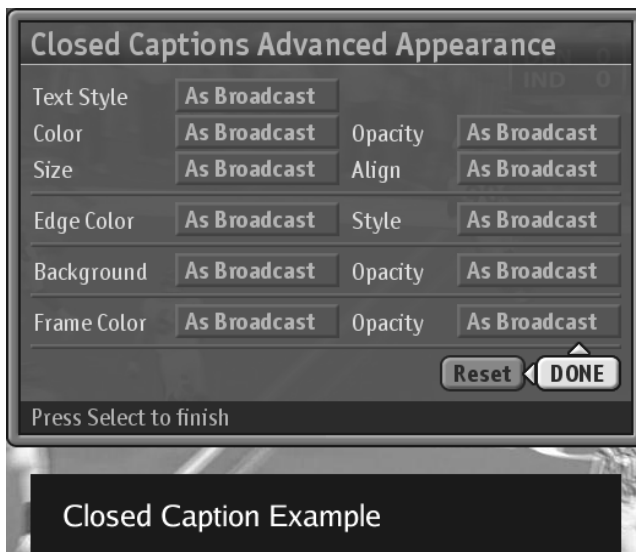 Closed Captions Advanced Appearance
IND 0
Text Style As Broadcast
Color As Broadcast Opacity As Broadcast
Size As Broadcast Align As Broadcast
Edge Color As Broadcast Style As Broadcast
Background As Broadcast Opacity As Broadcast
Frame Color As Broadcast Opacity As Broadcast
Reset DONE
Press Select to finish
Closed Caption Example